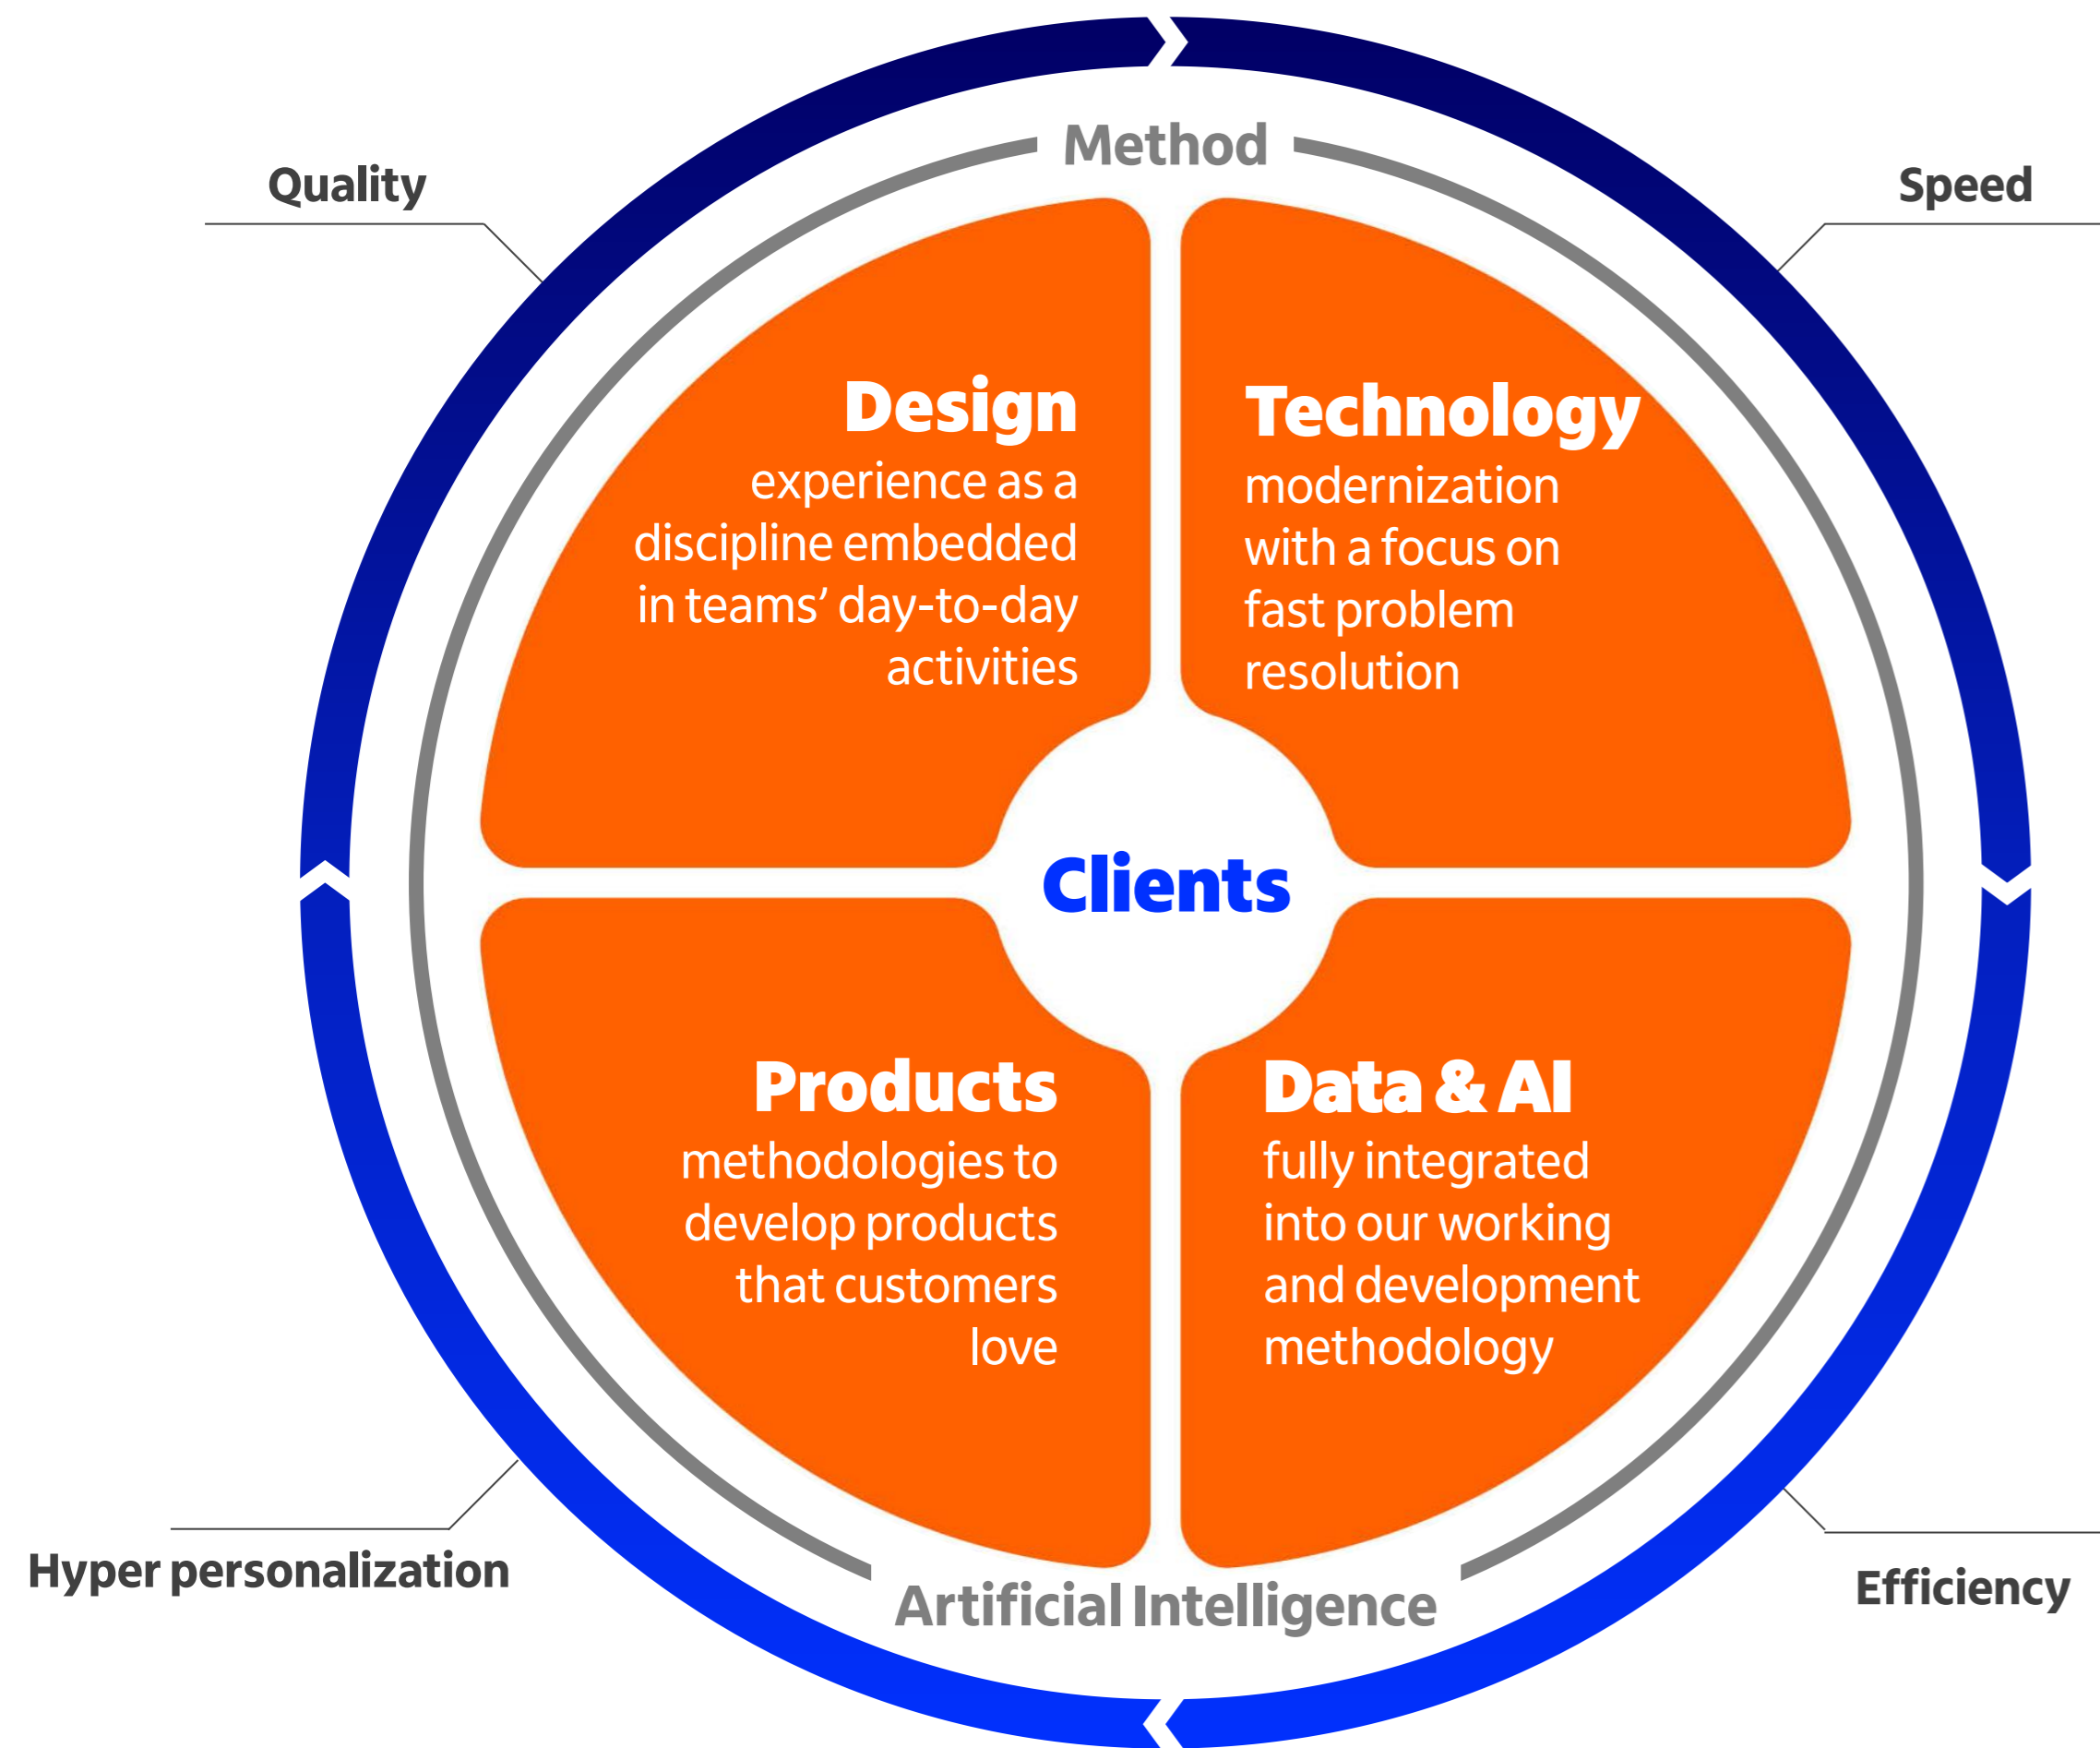 Method
Quality
Speed
Design
experience as a
discipline embedded
in teams’ day-to-day
activities
Technology
modernization
with a focus on
fast problem
resolution
Clients
Products
methodologies to
develop products
that customers
love
Data & AI
fully integrated
into our working
and development
methodology
Hyper personalization
Efficiency
Artificial Intelligence